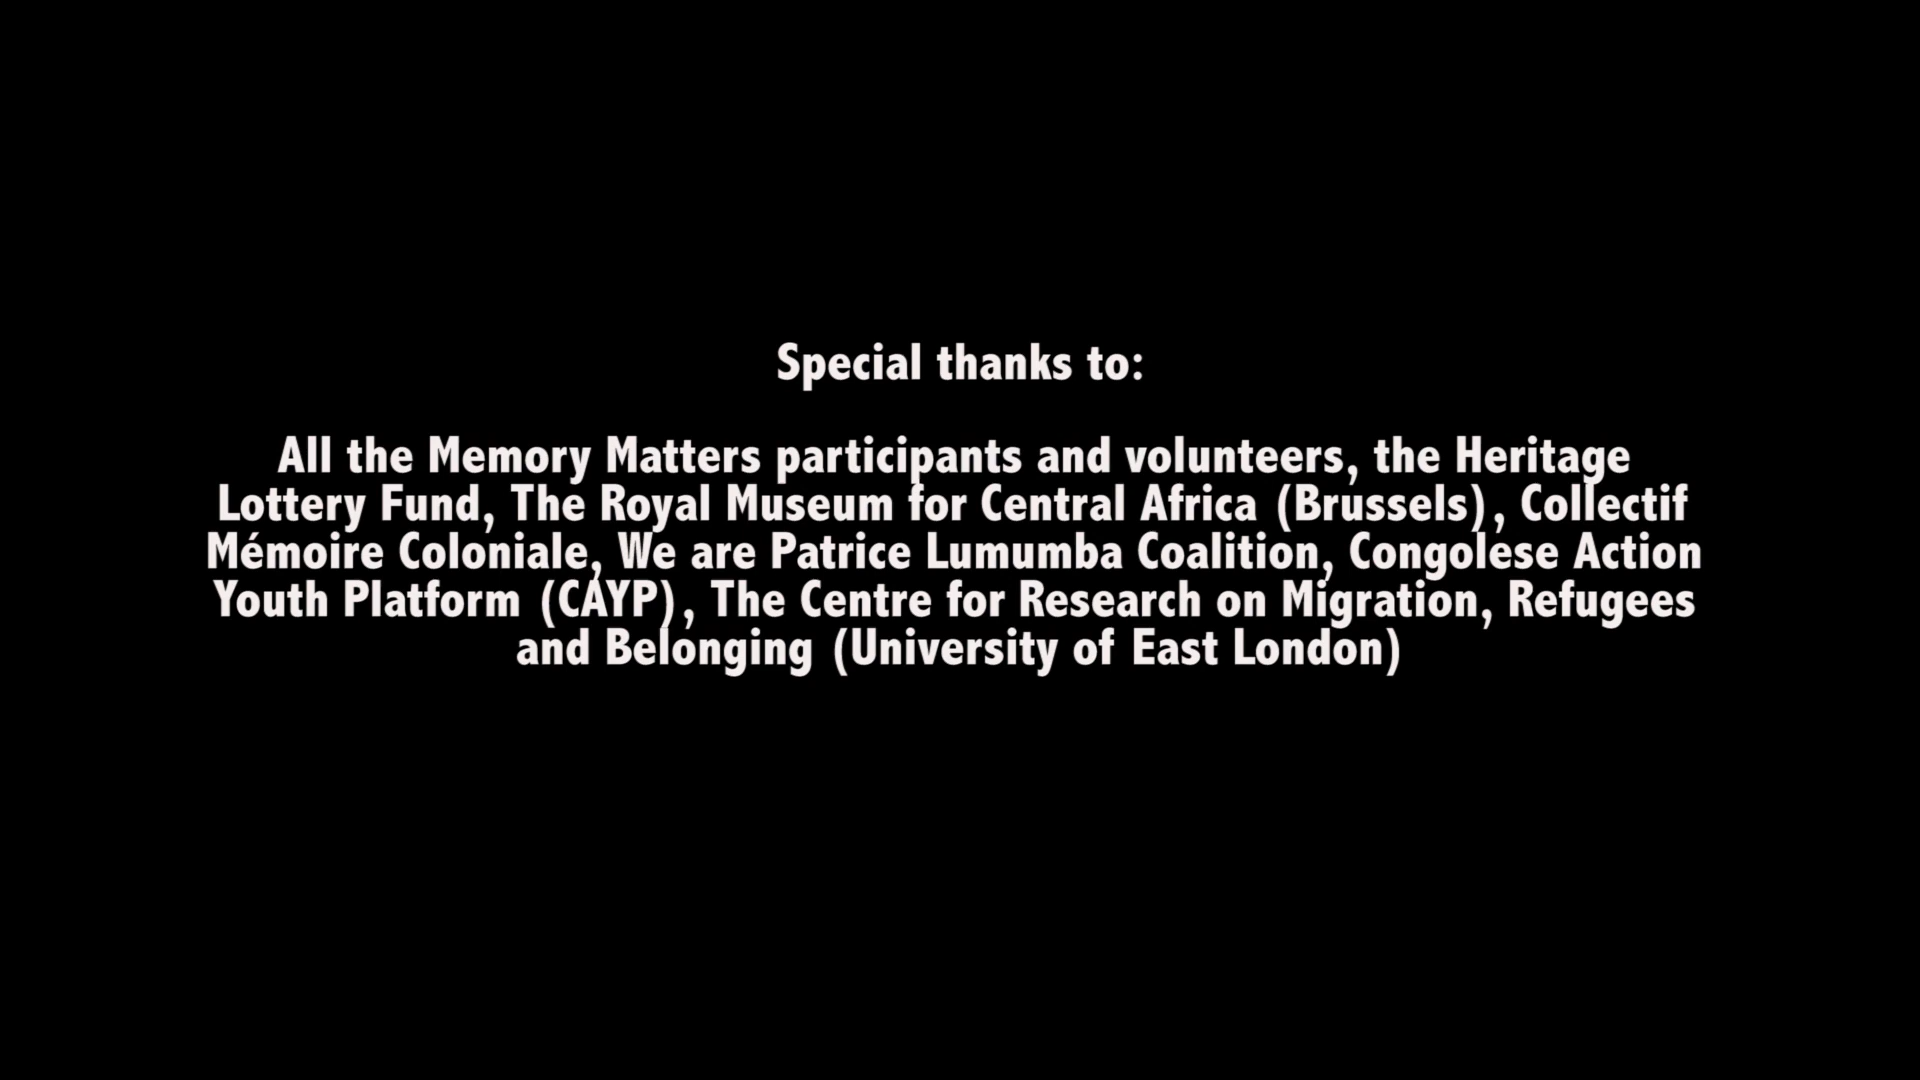 Special thanks to:
All the Memory Matters participants and volunteers, the Heritage
Lottery Fund, The Royal Museum for Central Africa (Brussels), Collectif
Mémoire Coloniale, We are Patrice Lumumba Coalition, Congolese Action
Youth Platform (CAYP), The Centre for Research on Migration, Refugees
and Belonging (University of East London)